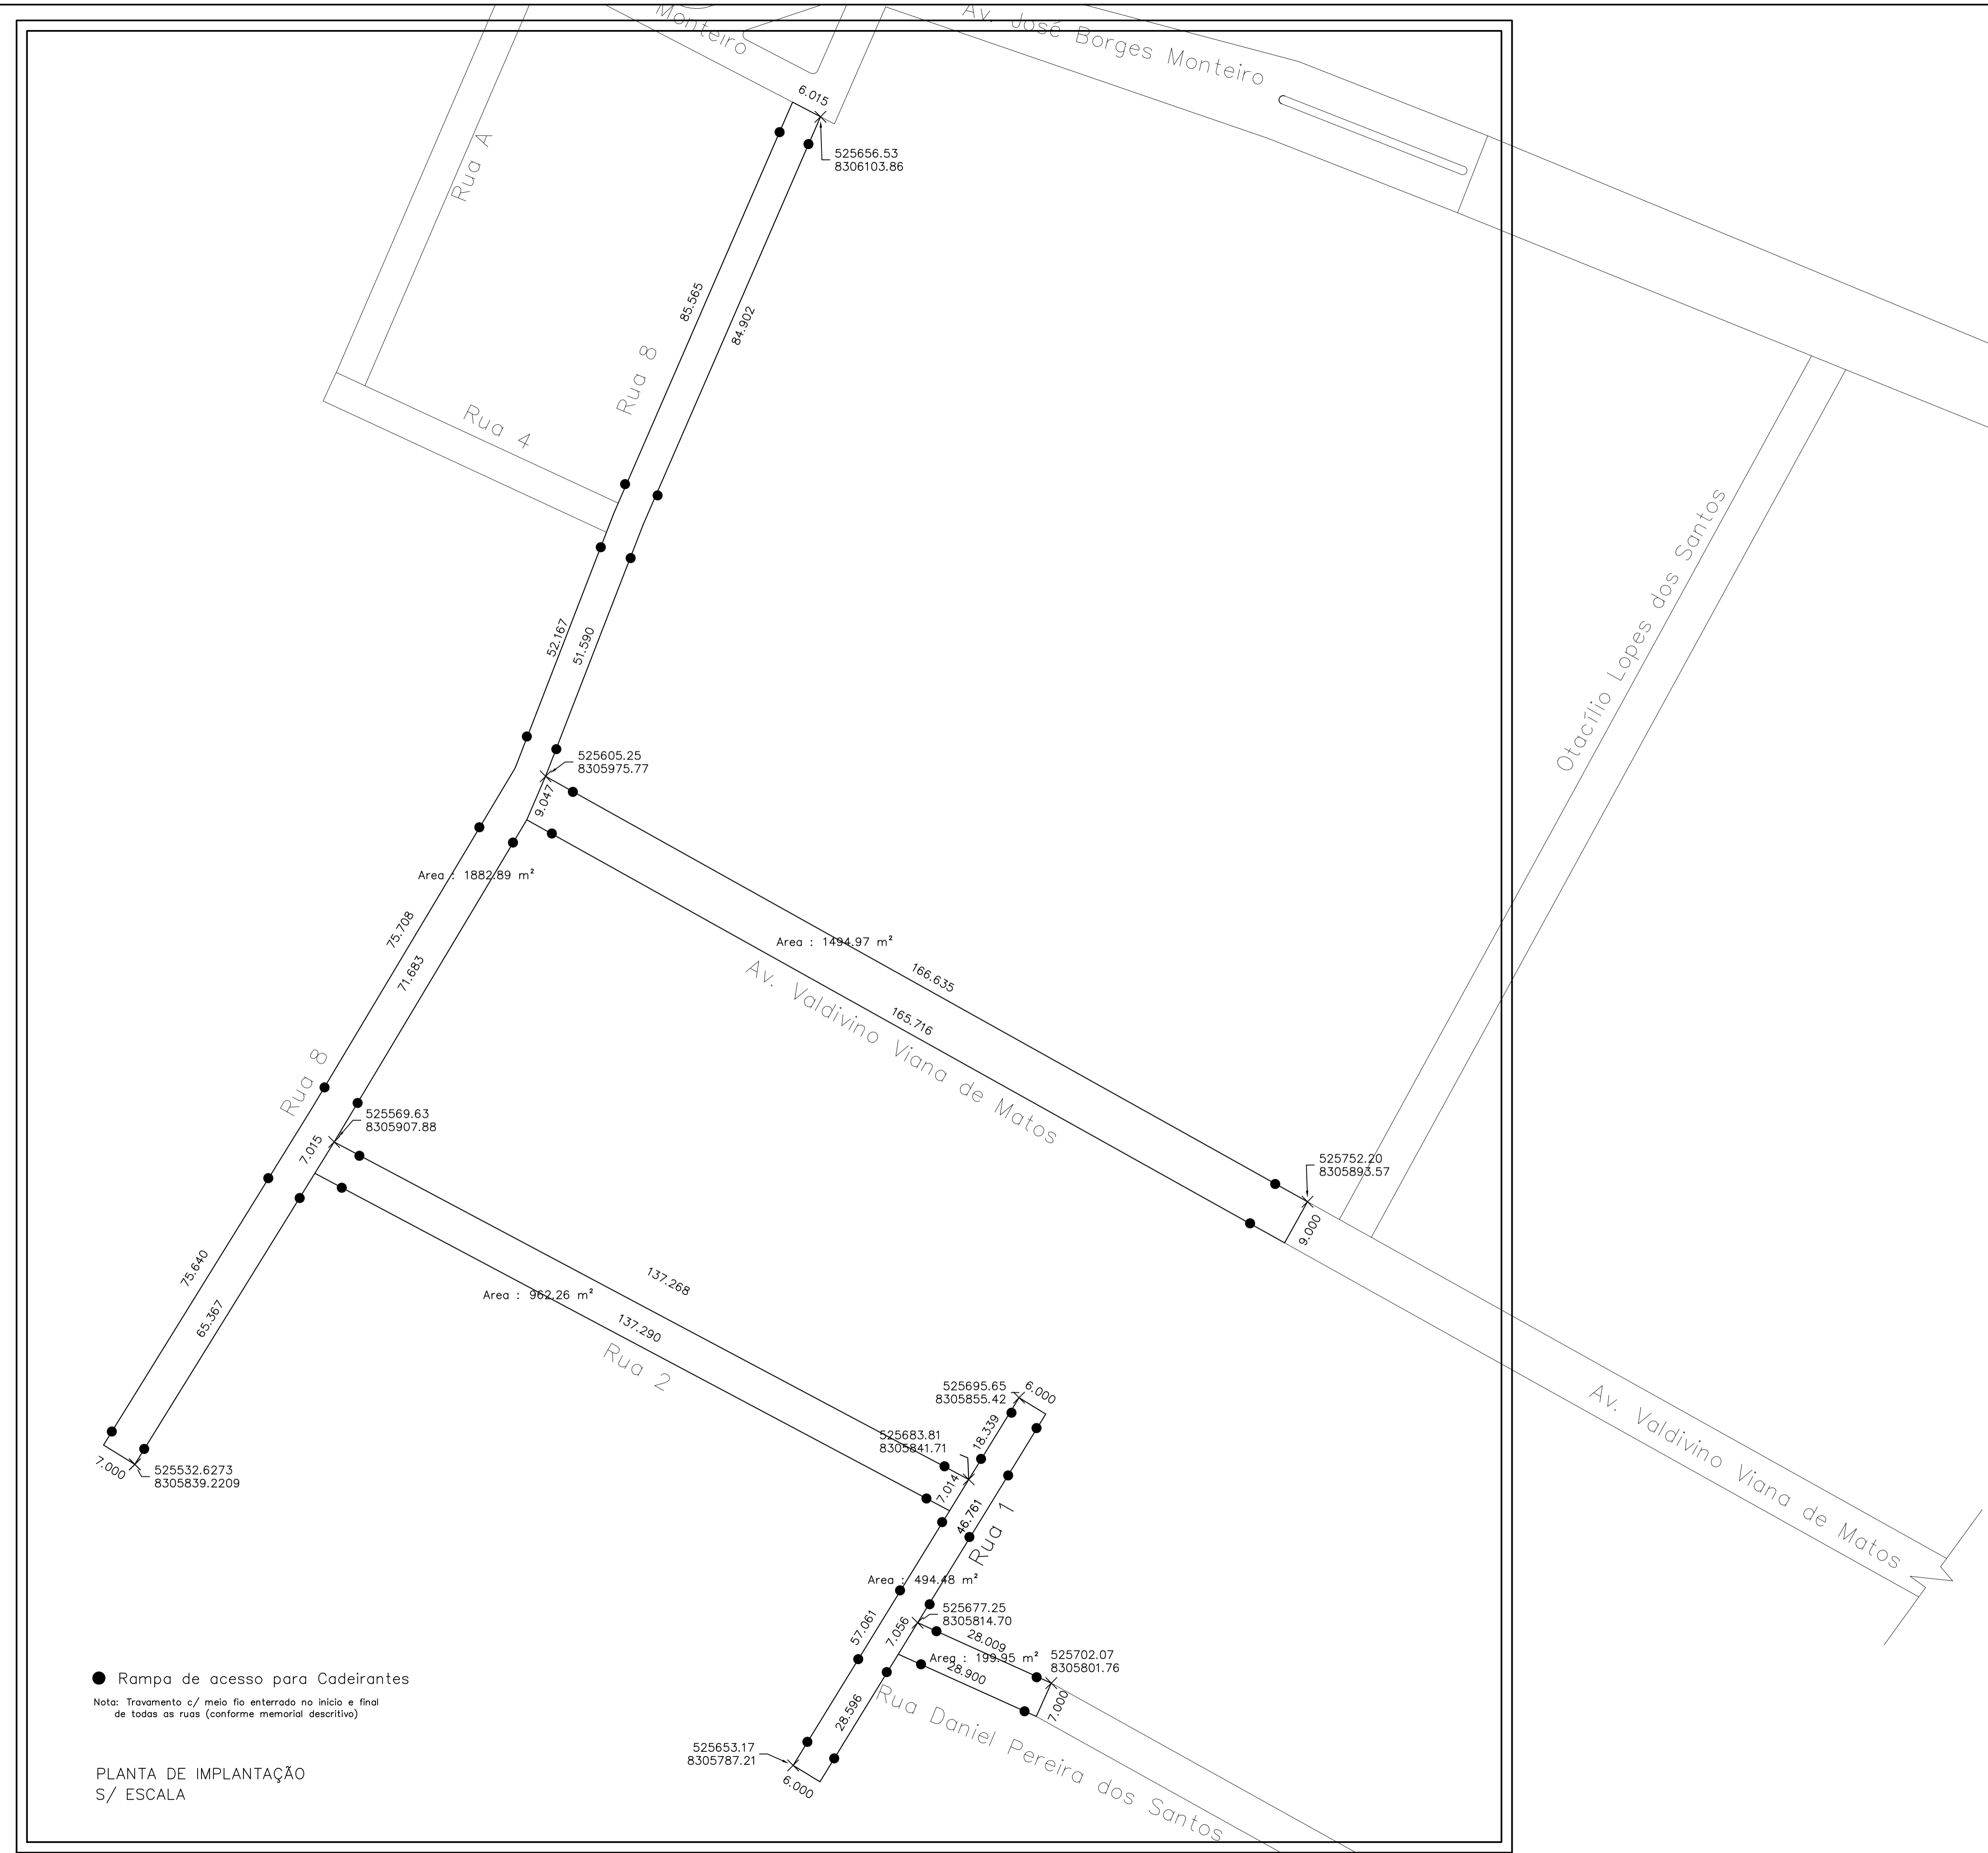 Monteiro
Av. José Borges Monteiro
6.015
525656.53
8306103.86
Rua A
85.565
84.902
Rua 8
Rua 4
Otacílio Lopes dos Santos
52.167
51.590
525605.25
8305975.77
9.047
Area : 1882.89 m²
75.708
71.683
Area : 1494.97 m²
166.635
Av. Valdivino Viana de Matos
165.716
Rua 8
525569.63
8305907.88
7.015
525752.20
8305893.57
9.000
75.640
65.367
137.268
Area : 962.26 m²
137.290
Rua 2
525695.65
8305855.42
6.000
18.339
525683.81
8305841.71
7.014
46.761
Rua 1
Av. Valdivino Viana de Matos
7.000
525532.6273
8305839.2209
Area : 494.48 m²
525677.25
8305814.70
57.061
7.056
28.009
Area : 199.95 m²
525702.07
8305801.76
28.900
7.000
28.596
Rua Daniel Pereira dos Santos
525653.17
8305787.21
6.000
Rampa de acesso para Cadeirantes
Nota: Travamento c/ meio fio enterrado no inicio e final
de todas as ruas (conforme memorial descritivo)
PLANTA DE IMPLANTAÇÃO
S/ ESCALA